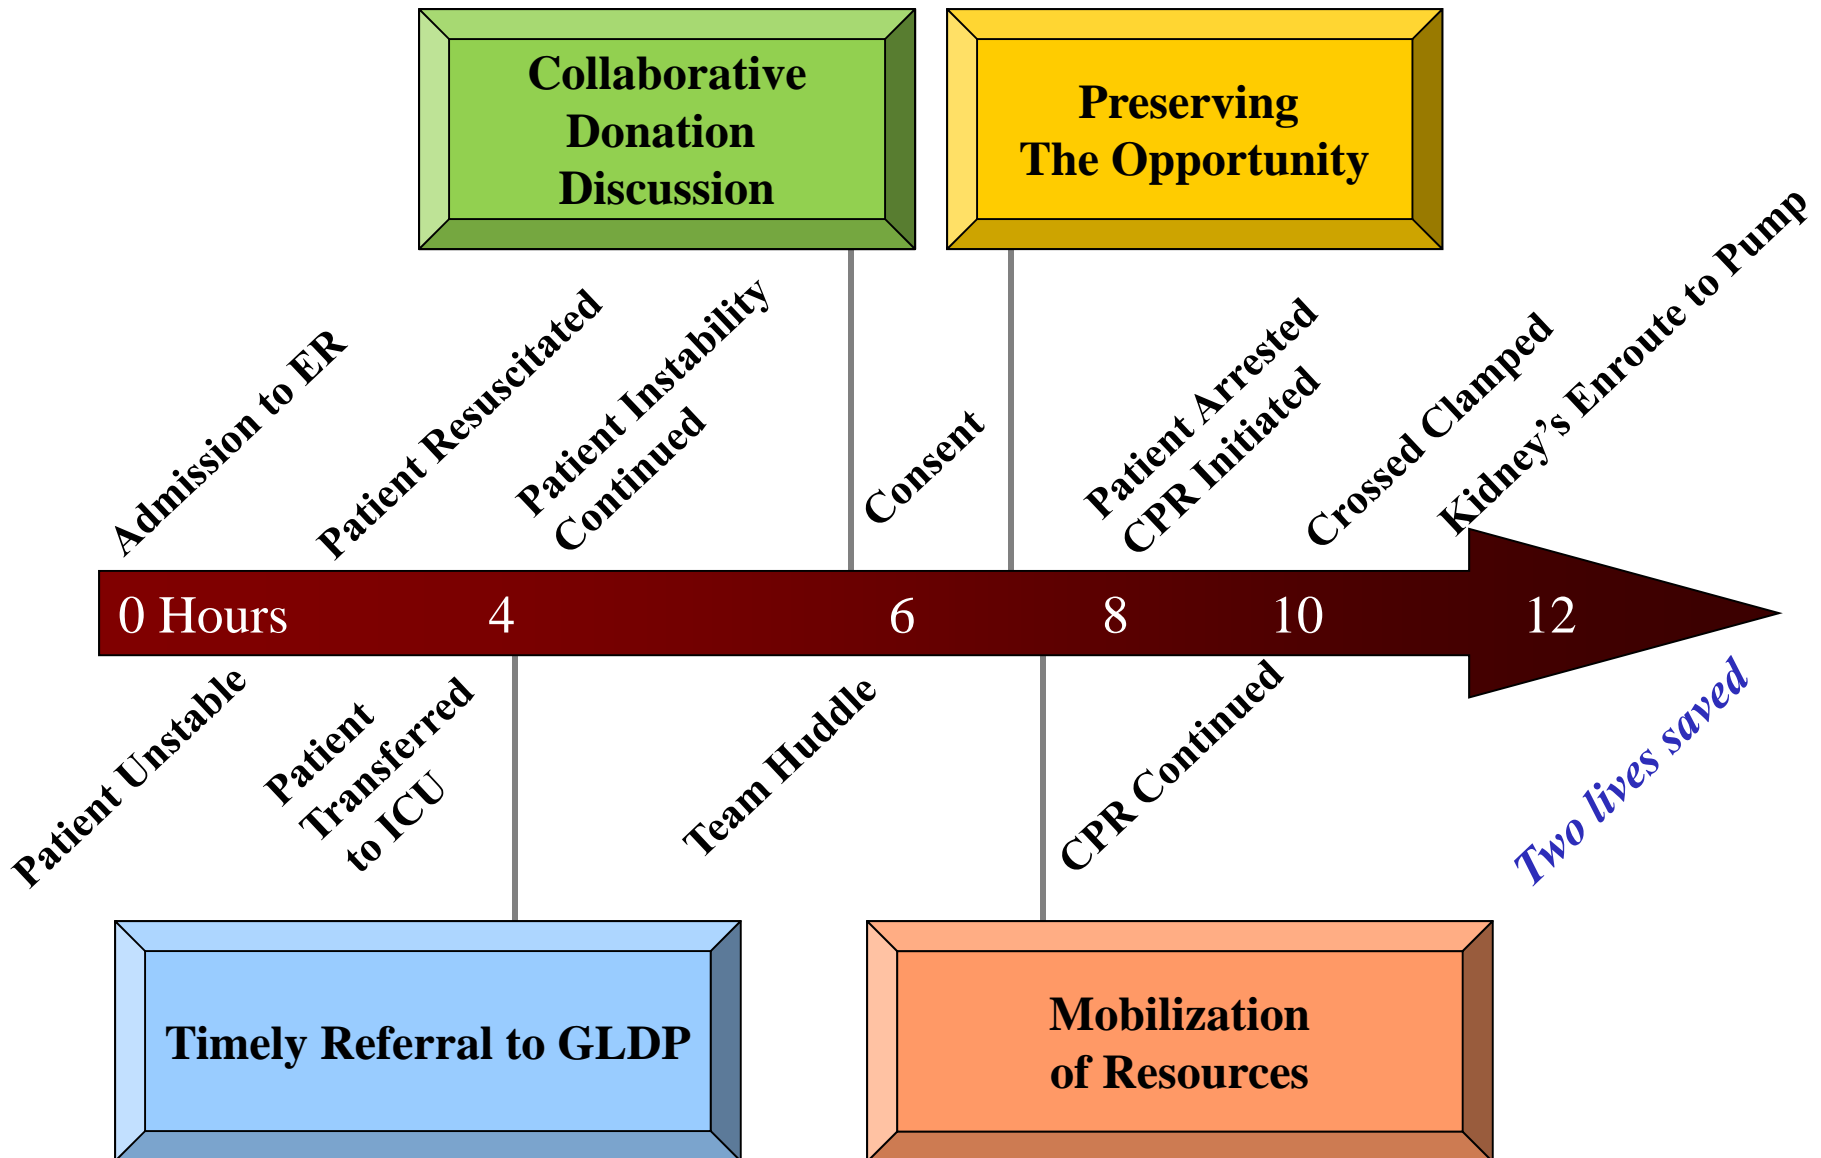 Collaborative
Donation
Discussion
Preserving
The Opportunity
Admission to ER
Patient Resuscitated
Patient Instability
Continued
Consent
Patient Arrested
CPR Initiated
Crossed Clamped
Kidney's Enroute to Pump
0 Hours
4
6
8
10
12
Patient Unstable
Patient
Transferred
to ICU
Team Huddle
CPR Continued
Two lives saved
Timely Referral to GLDP
Mobilization
of Resources